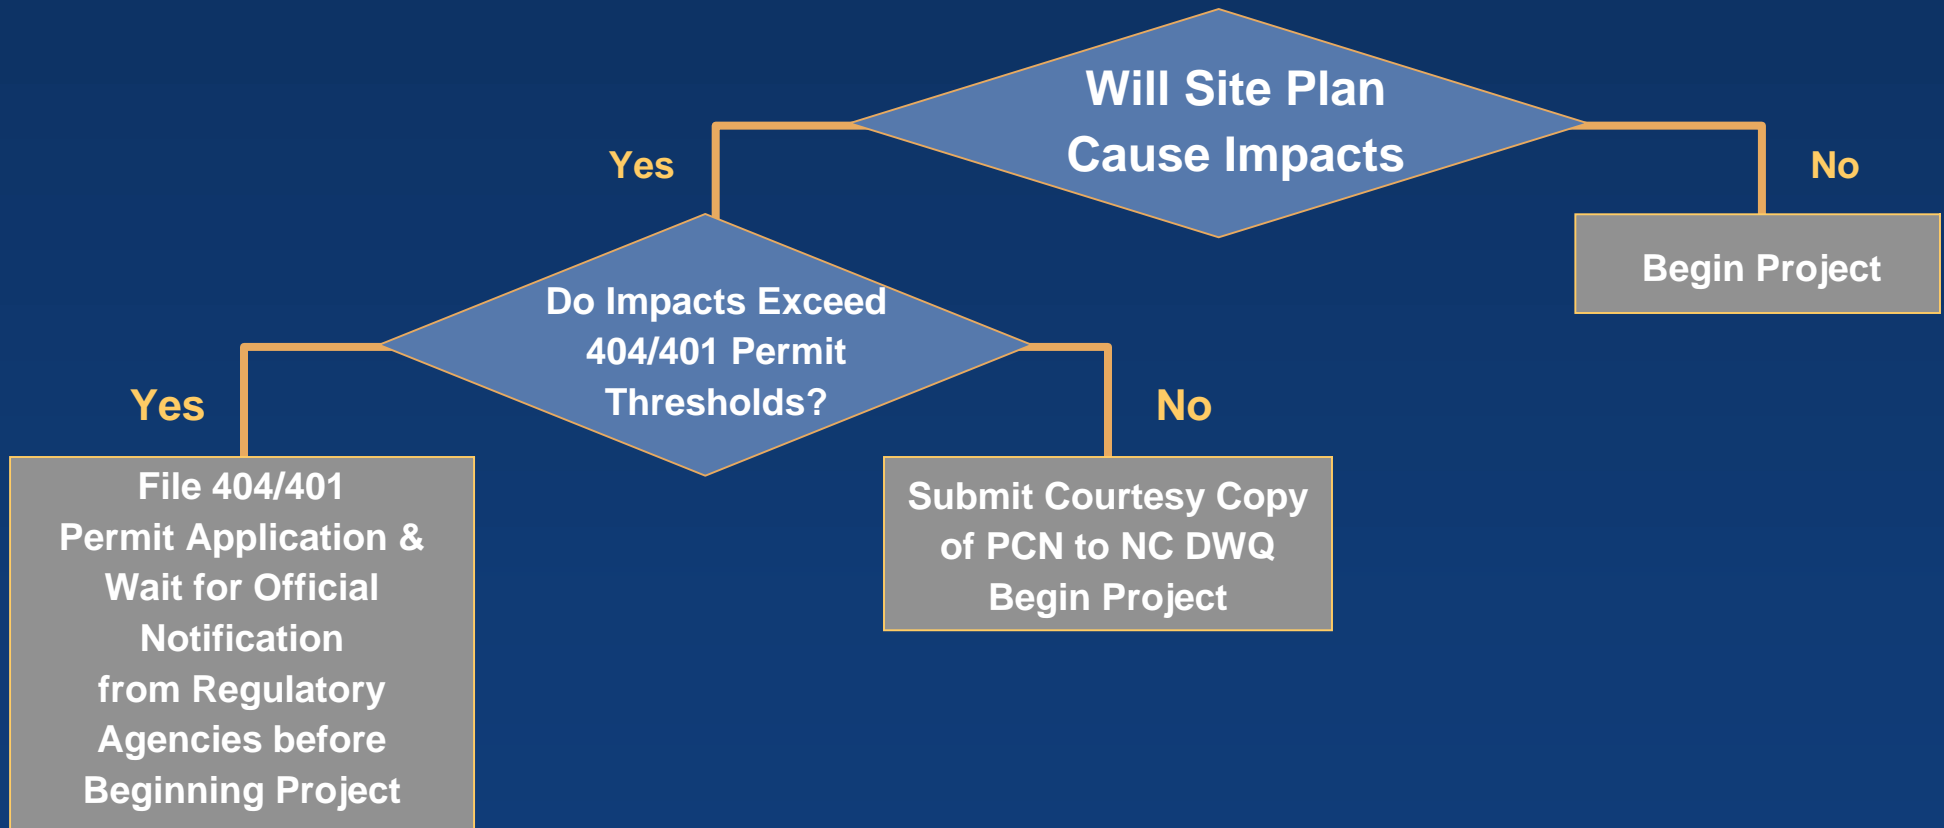 Will Site Plan
Cause Impacts
Yes
No
Begin Project
Do Impacts Exceed
404/401 Permit
Thresholds?
Yes
No
File 404/401
Permit Application &
Wait for Official
Notification
from Regulatory
Agencies before
Beginning Project
Submit Courtesy Copy
of PCN to NC DWQ
Begin Project